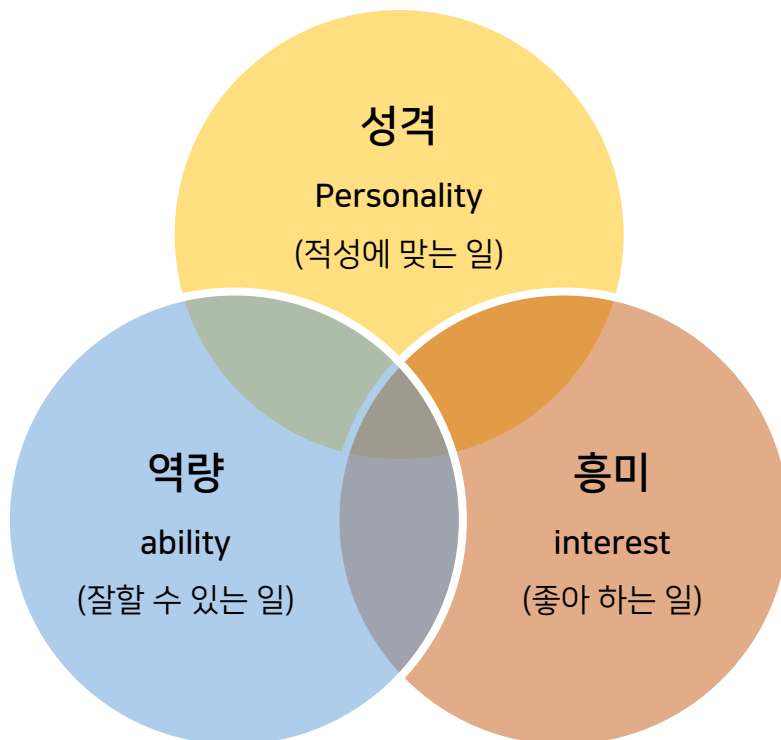 성격
Personality
(적성에 맞는 일)
역량
ability
(잘할 수 있는 일)
흥미
interest
(좋아 하는 일)